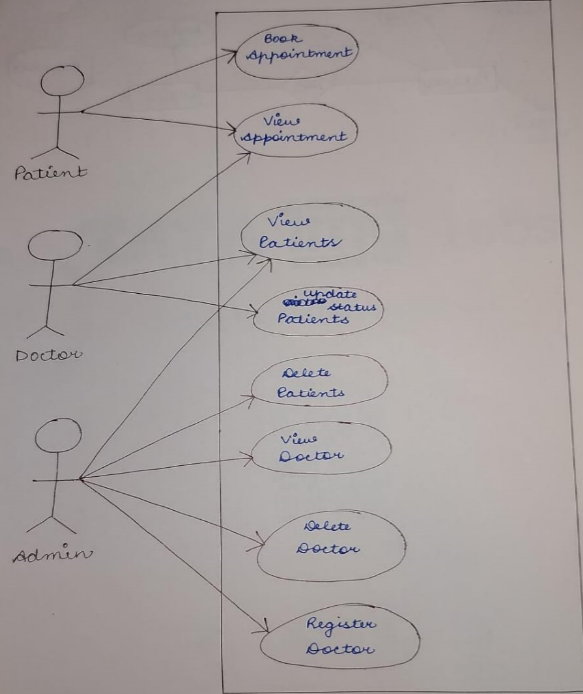 Book
Appointment
View
Appointment
Patient
View
Patients
Doctor
update
status
Patients
Delete
Patients
View
Doctor
Admin
Delete
Doctor
Register
Doctor